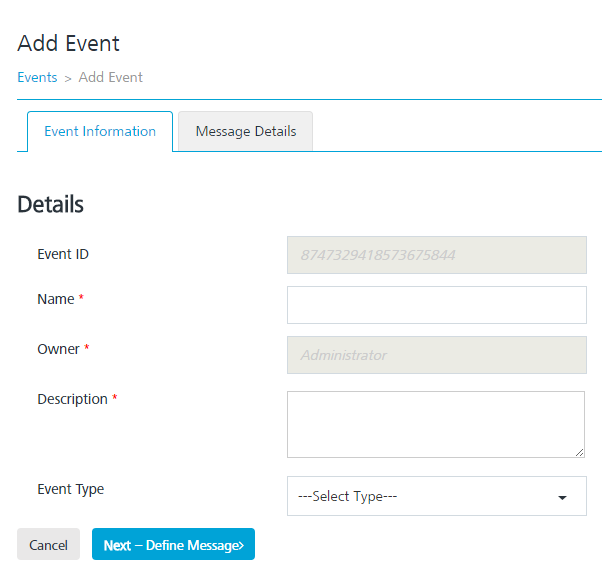 Add Event
Events > Add Event
Event Information
Message Details
Details
Event ID
8747329418573675844
Name *
Owner *
Administrator
Description *
Event Type
---Select Type---
Cancel
Next – Define Message>